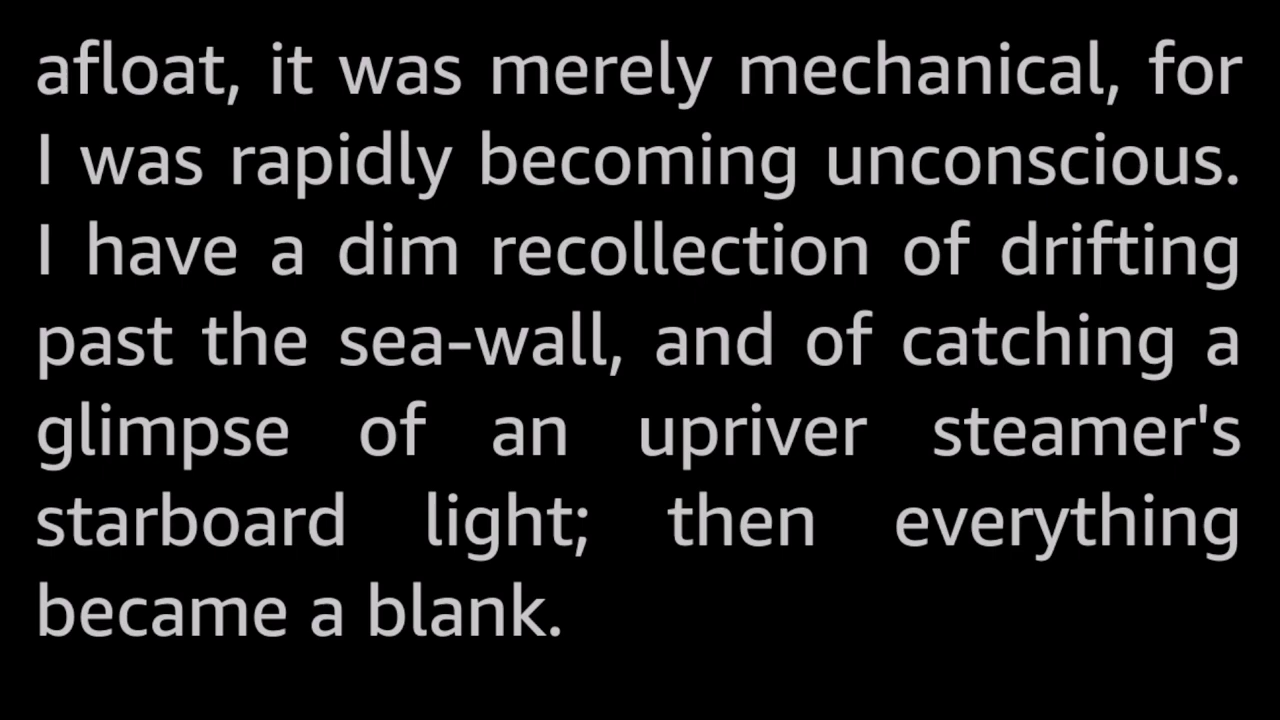 afloat, it was merely mechanical, for
I was rapidly becoming unconscious.
I have a dim recollection of drifting
past the sea-wall, and of catching a
glimpse of an upriver steamer's
starboard light; then everything
became a blank.